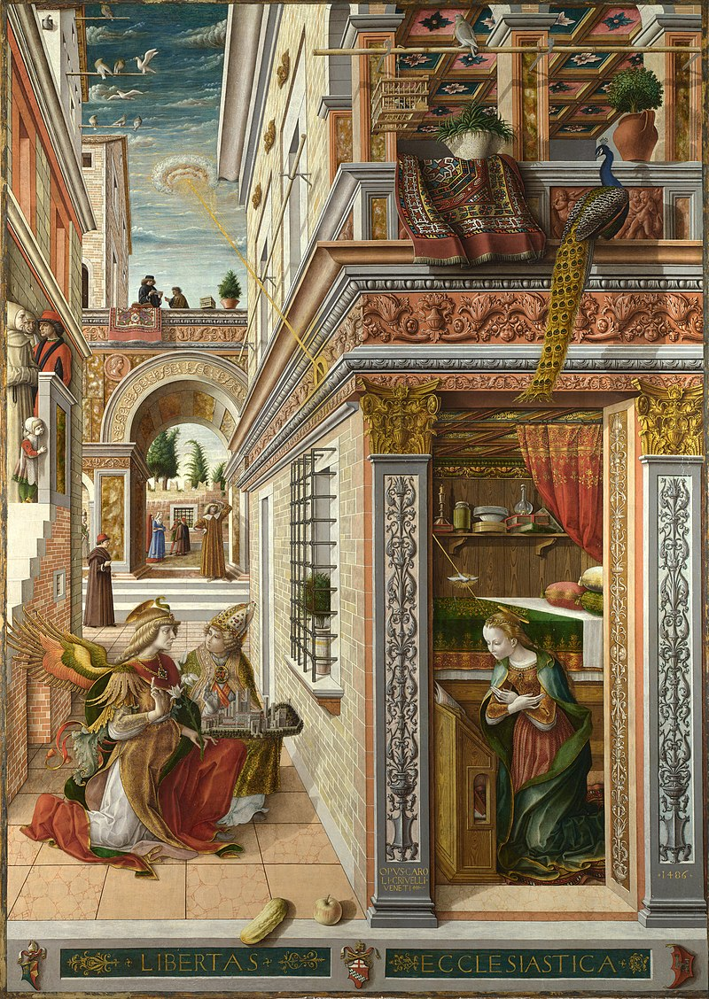 OPVS·CARO
LI·CRIVELLI·
VENETI
·1486·
LIBERTAS · ECCLESIASTICA